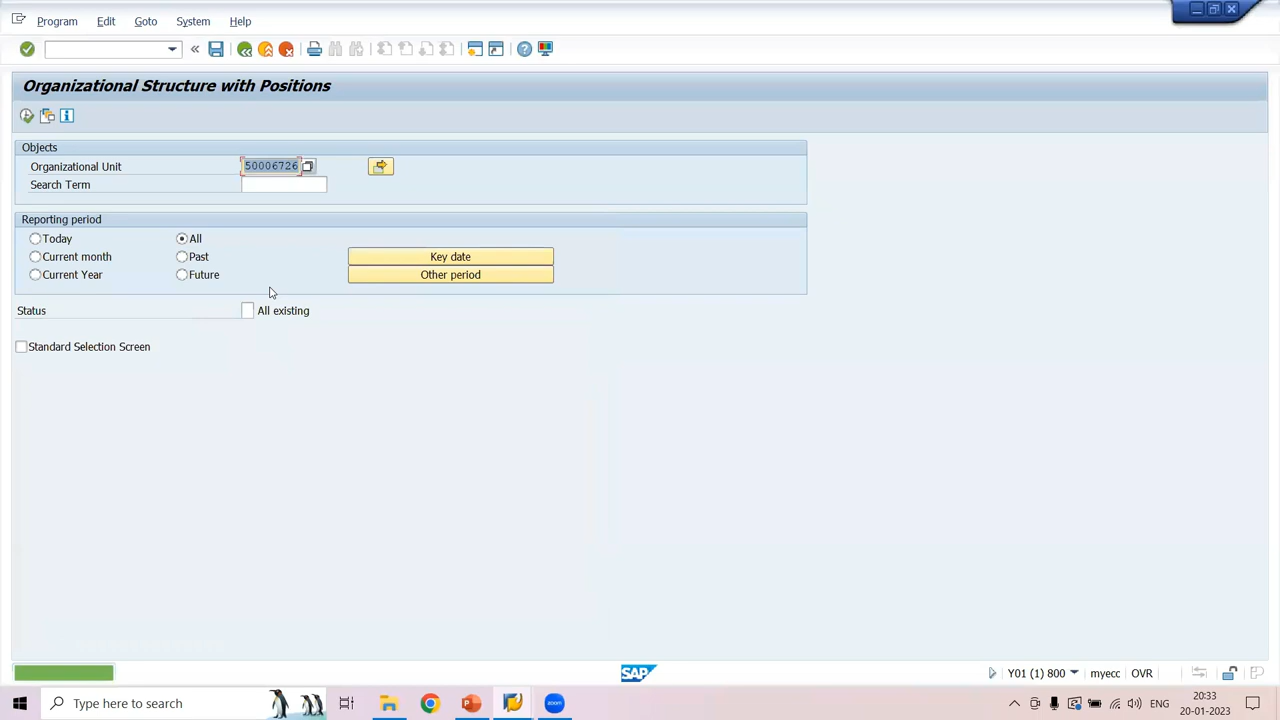 Program Edit Goto System Help
Organizational Structure with Positions
Objects
Organizational Unit 50006726
Search Term
Reporting period
Today All
Current month Past Key date
Current Year Future Other period
Status All existing
Standard Selection Screen
SAP Y01 (1) 800 myecc OVR
Type here to search zoom ENG 20:33
20-01-2023